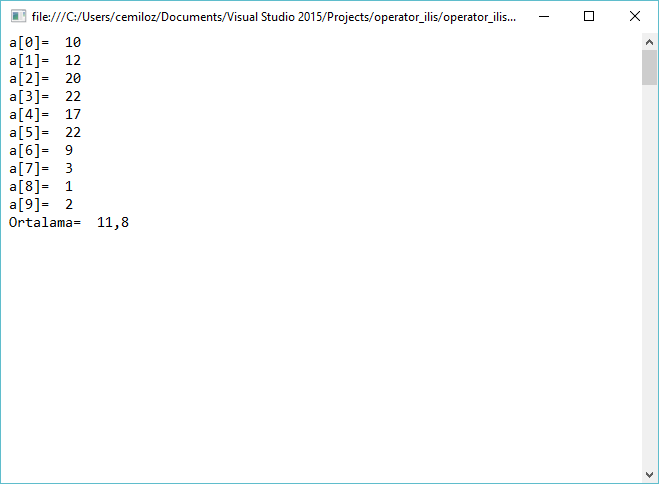 file:///C:/Users/cemiloz/Documents/Visual Studio 2015/Projects/operator_ilis/operator_ilis...
a[0]=  10
a[1]=  12
a[2]=  20
a[3]=  22
a[4]=  17
a[5]=  22
a[6]=  9
a[7]=  3
a[8]=  1
a[9]=  2
Ortalama=  11,8